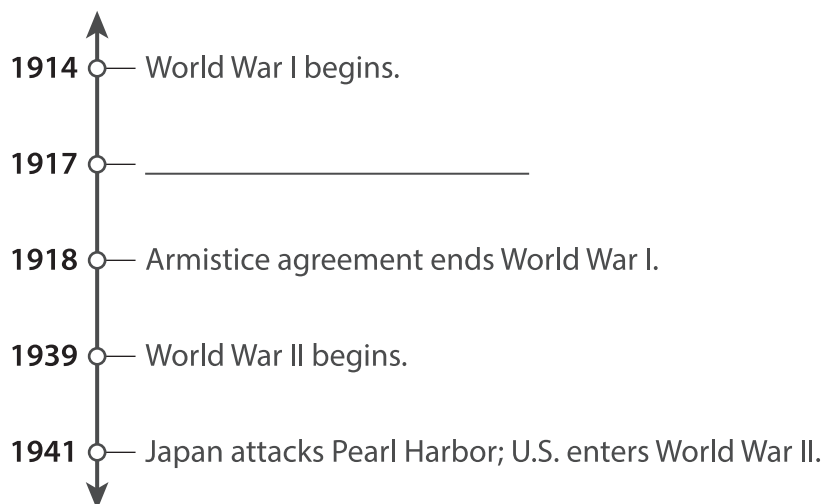 1914 World War I begins.
1917
1918 Armistice agreement ends World War I.
1939 World War II begins.
1941 Japan attacks Pearl Harbor; U.S. enters World War II.